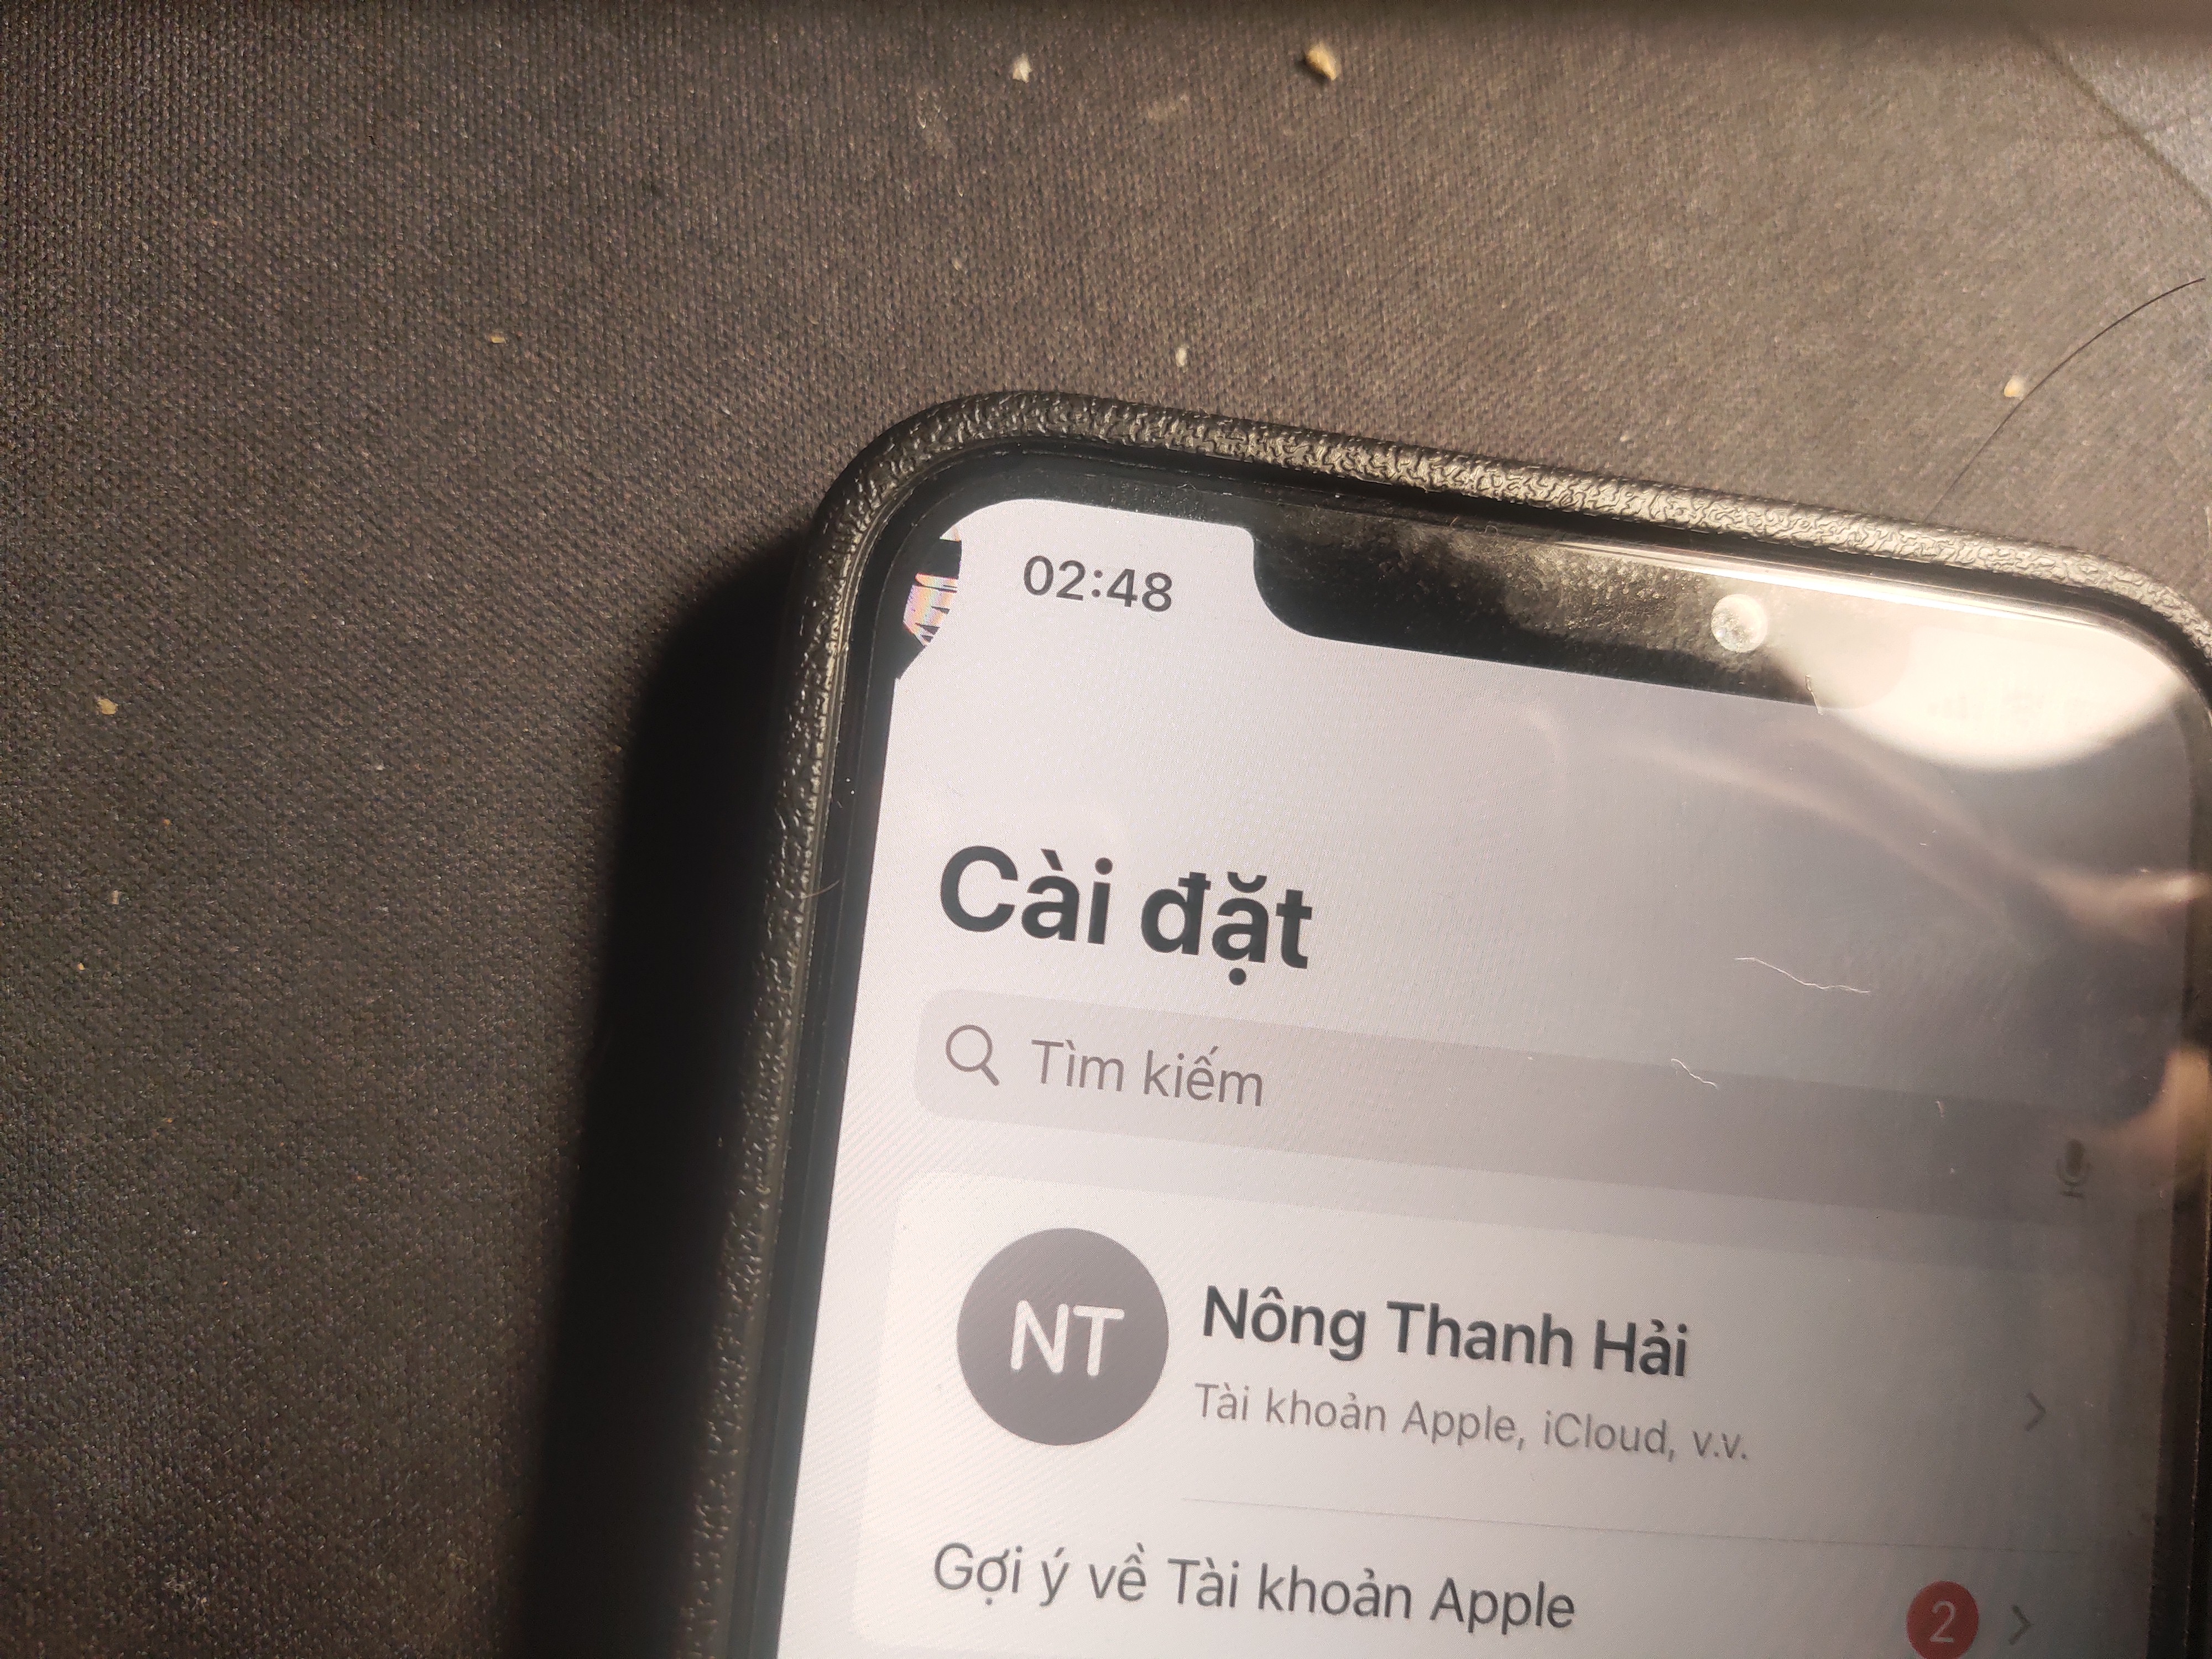 02:48
Cài đặt
Tìm kiếm
NT
Nông Thanh Hải
Tài khoản Apple, iCloud, v.v.
Gợi ý về Tài khoản Apple
2